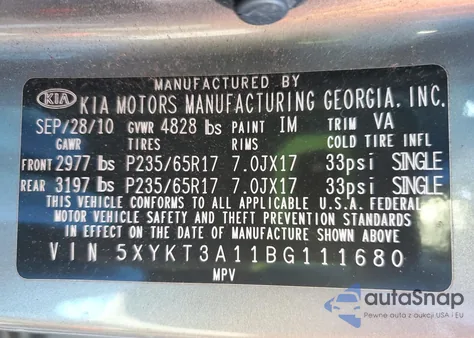 MANUFACTURED BY
KIA KIA MOTORS MANUFACTURING GEORGIA, INC.
SEP/28/10 GVWR 4828 lbs PAINT IM TRIM VA
GAWR TIRES RIMS COLD TIRE INFL
FRONT 2977 lbs P235/65R17 7.0JX17 33psi SINGLE
REAR 3197 lbs P235/65R17 7.0JX17 33psi SINGLE
THIS VEHICLE CONFORMS TO ALL APPLICABLE U.S. FEDERAL
MOTOR VEHICLE SAFETY AND THEFT PREVENTION STANDARDS
IN EFFECT ON THE DATE OF MANUFACTURE SHOWN ABOVE
VIN 5XYKT3A11BG111680
MPV
autoSnap
Pewne auta z aukcji USA i EU